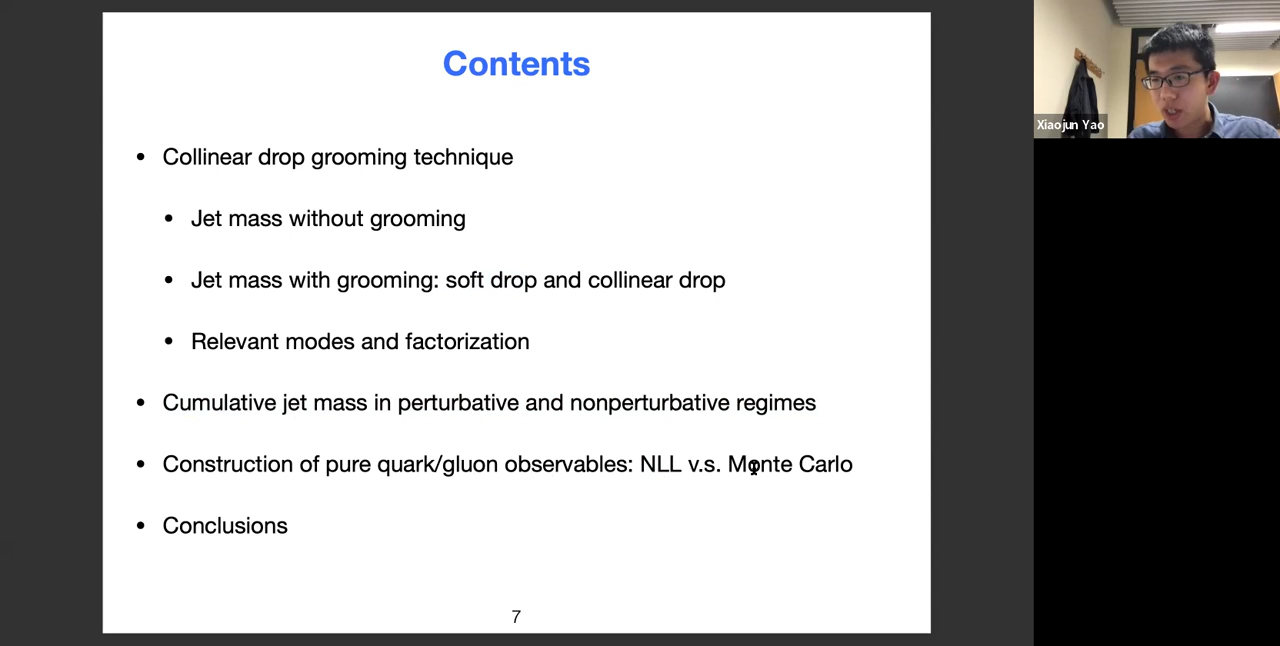 Contents
• Collinear drop grooming technique
• Jet mass without grooming
• Jet mass with grooming: soft drop and collinear drop
• Relevant modes and factorization
• Cumulative jet mass in perturbative and nonperturbative regimes
• Construction of pure quark/gluon observables: NLL v.s. Monte Carlo
• Conclusions
7
Xiaojun Yao